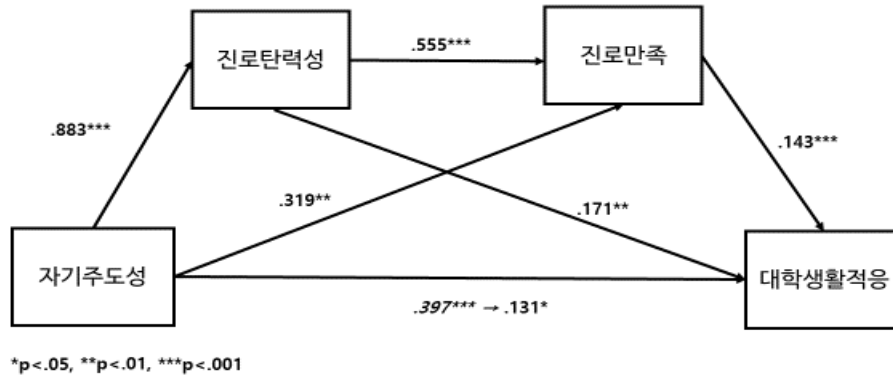 진로탄력성
.555***
진로만족
.883***
.143***
.319**
.171**
자기주도성
대학생활적응
.397*** → .131*
*p<.05, **p<.01, ***p<.001